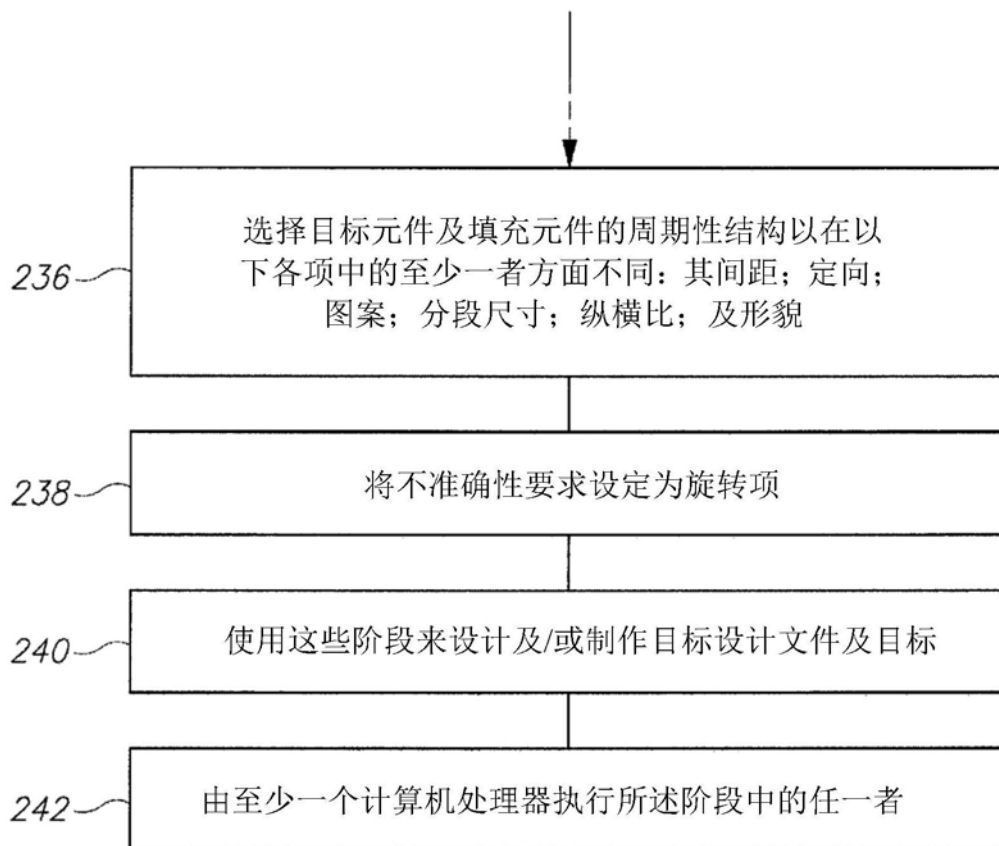 选择目标元件及填充元件的周期性结构以在以
236
下各项中的至少一者方面不同：其间距；定向；
图案；分段尺寸；纵横比；及形貌
238
将不准确性要求设定为旋转项
240
使用这些阶段来设计及/或制作目标设计文件及目标
242
由至少一个计算机处理器执行所述阶段中的任一者